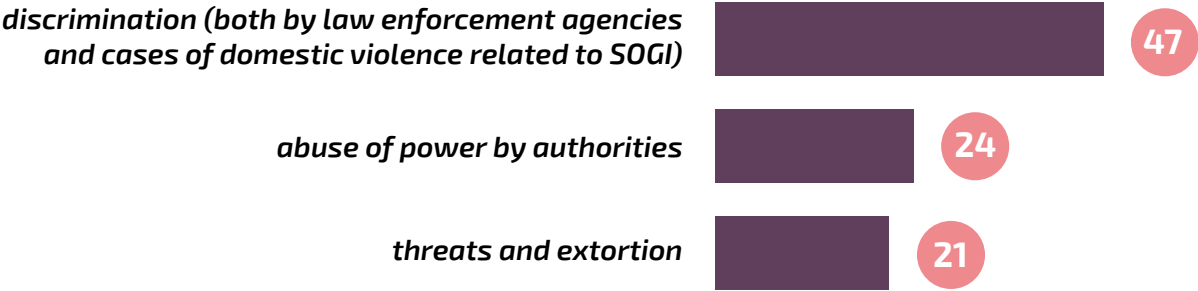 discrimination (both by law enforcement agencies
and cases of domestic violence related to SOGI)
47
abuse of power by authorities
24
threats and extortion
21